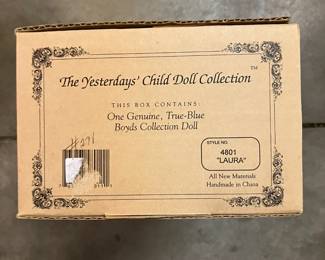 The Yesterdays' Child Doll Collection ™
THIS BOX CONTAINS:
One Genuine, True-Blue
Boyds Collection Doll
#271
STYLE NO.
4801
"LAURA"
All New Materials
Handmade in China